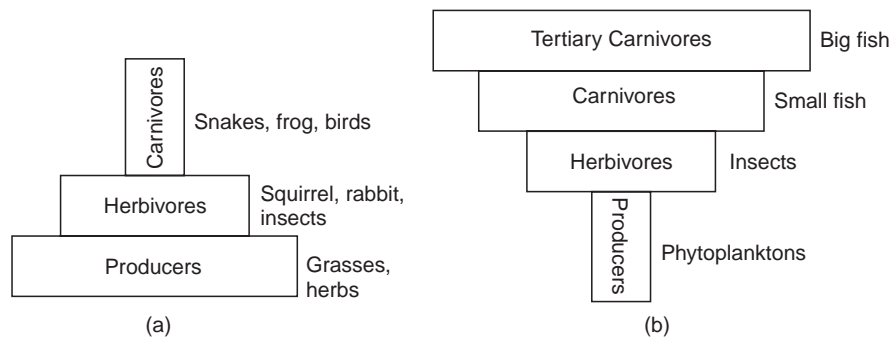 Carnivores
Snakes, frog, birds
Herbivores
Squirrel, rabbit,
insects
Producers
Grasses,
herbs
(a)
Tertiary Carnivores
Big fish
Carnivores
Small fish
Herbivores
Insects
Producers
Phytoplanktons
(b)